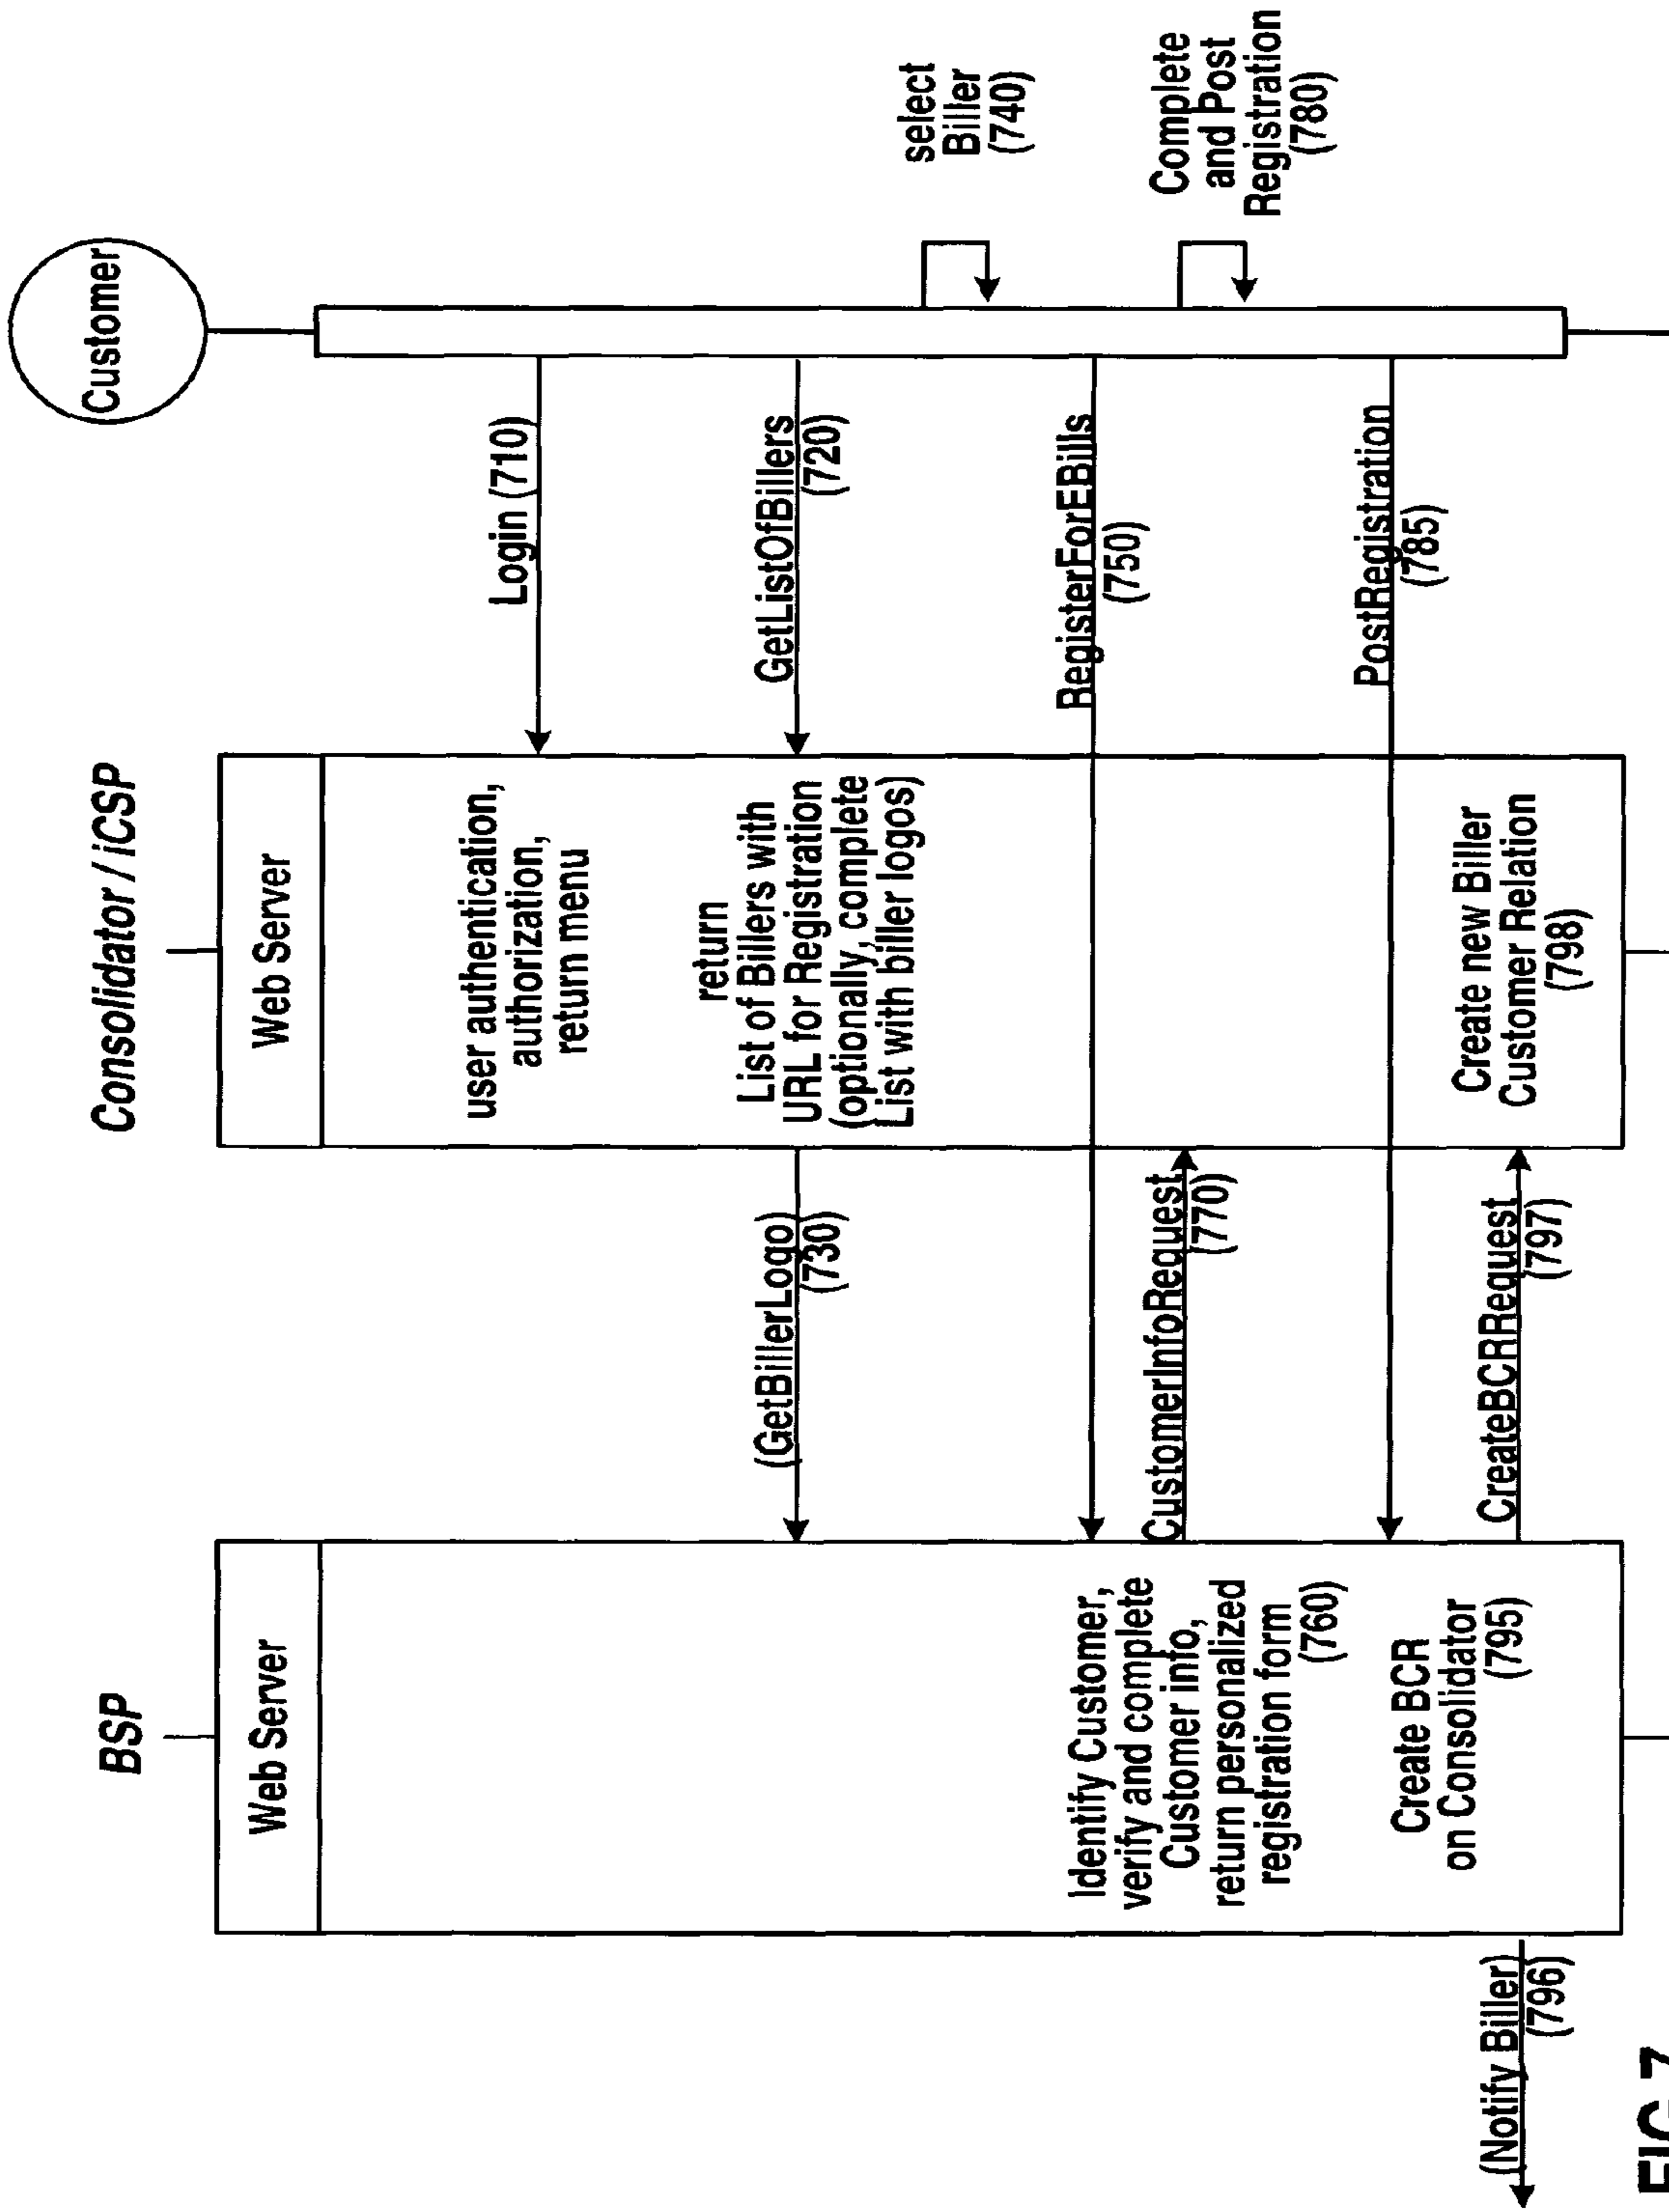 BSP
Consolidator / iCSP
Customer
Web Server
Web Server
Login (710)
user authentication,
authorization,
return menu
GetListOfBillers
(720)
return
List of Billers with
URL for Registration
(optionally, complete
List with biller logos)
(GetBillerLogo)
(730)
select
Biller
(740)
RegisterForEBills
(750)
Identify Customer,
verify and complete
Customer info,
return personalized
registration form
(760)
CustomerInfoRequest
(770)
Complete
and Post
Registration
(780)
PostRegistration
(785)
Create BCR
on Consolidator
(795)
(Notify Biller)
(796)
CreateBCRRequest
(797)
Create new Biller
Customer Relation
(798)
FIG 7